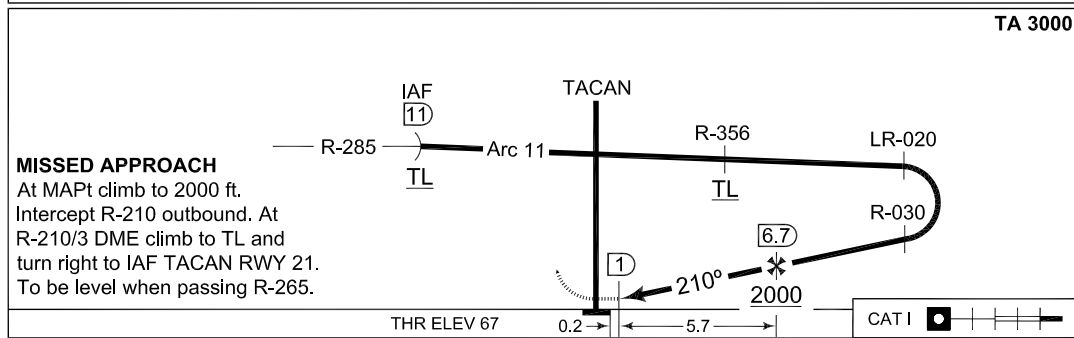 TA 3000
IAF
11
TACAN
R-285
Arc 11
R-356
LR-020
TL
TL
R-030
MISSED APPROACH
At MAPt climb to 2000 ft.
Intercept R-210 outbound. At
R-210/3 DME climb to TL and
turn right to IAF TACAN RWY 21.
To be level when passing R-265.
6.7
1
210º
2000
THR ELEV 67
0.2
5.7
CAT I